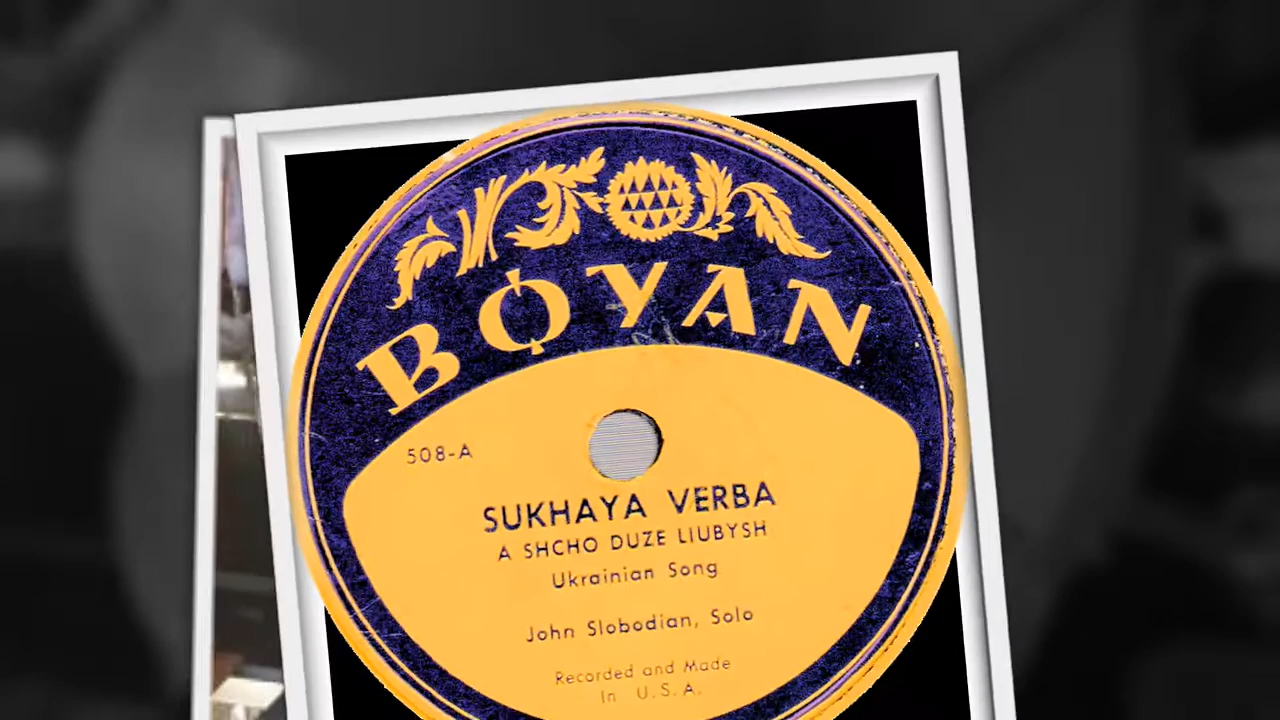 BOYAN
508-A
SUKHAYA VERBA
A SHCHO DUZE LIUBYSH
Ukrainian Song
John Slobodian, Solo
Recorded and Made
In U.S.A.